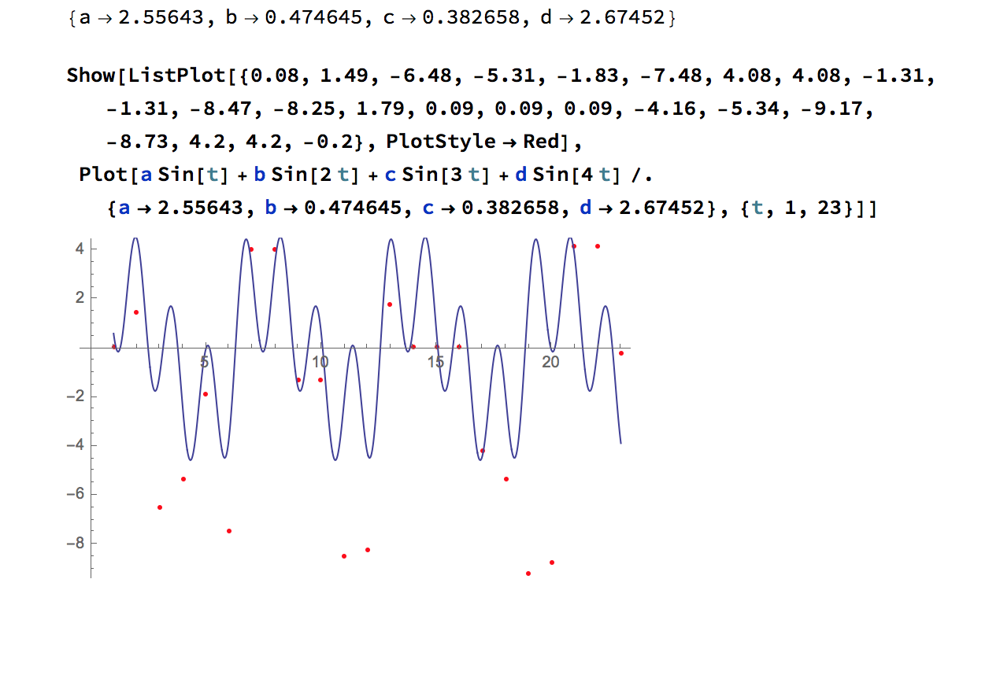 {a → 2.55643, b → 0.474645, c → 0.382658, d → 2.67452}
Show[ListPlot[{0.08, 1.49, -6.48, -5.31, -1.83, -7.48, 4.08, 4.08, -1.31,
-1.31, -8.47, -8.25, 1.79, 0.09, 0.09, 0.09, -4.16, -5.34, -9.17,
-8.73, 4.2, 4.2, -0.2}, PlotStyle → Red],
Plot[a Sin[t] + b Sin[2 t] + c Sin[3 t] + d Sin[4 t] /.
{a → 2.55643, b → 0.474645, c → 0.382658, d → 2.67452}, {t, 1, 23}]]
4
2
5 10 15 20
-2
-4
-6
-8